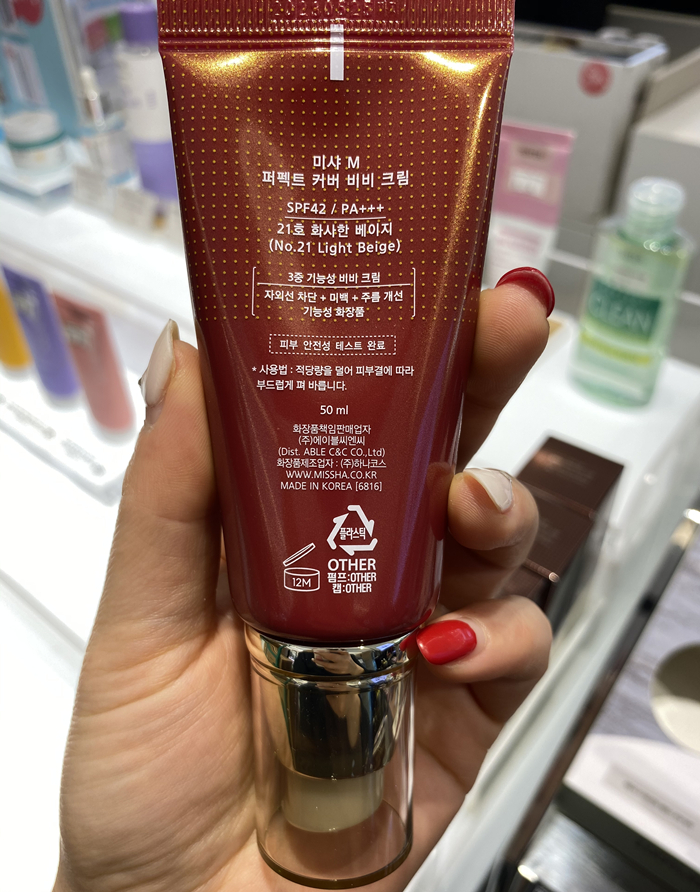 미샤 M
퍼펙트 커버 비비 크림
SPF42 / PA+++
21호 화사한 베이지
(No.21 Light Beige)
3중 기능성 비비 크림
자외선 차단 + 미백 + 주름 개선
기능성 화장품
피부 안전성 테스트 완료
* 사용법 : 적당량을 덜어 피부결에 따라
부드럽게 펴 바릅니다.
50 ml
화장품책임판매업자
(주)에이블씨엔씨
(Dist. ABLE C&C CO.,Ltd)
화장품제조업자 : (주)하나코스
WWW.MISSHA.CO.KR
MADE IN KOREA [6816]
플라스틱
OTHER
펌프:OTHER
캡:OTHER
12M
CLEAN